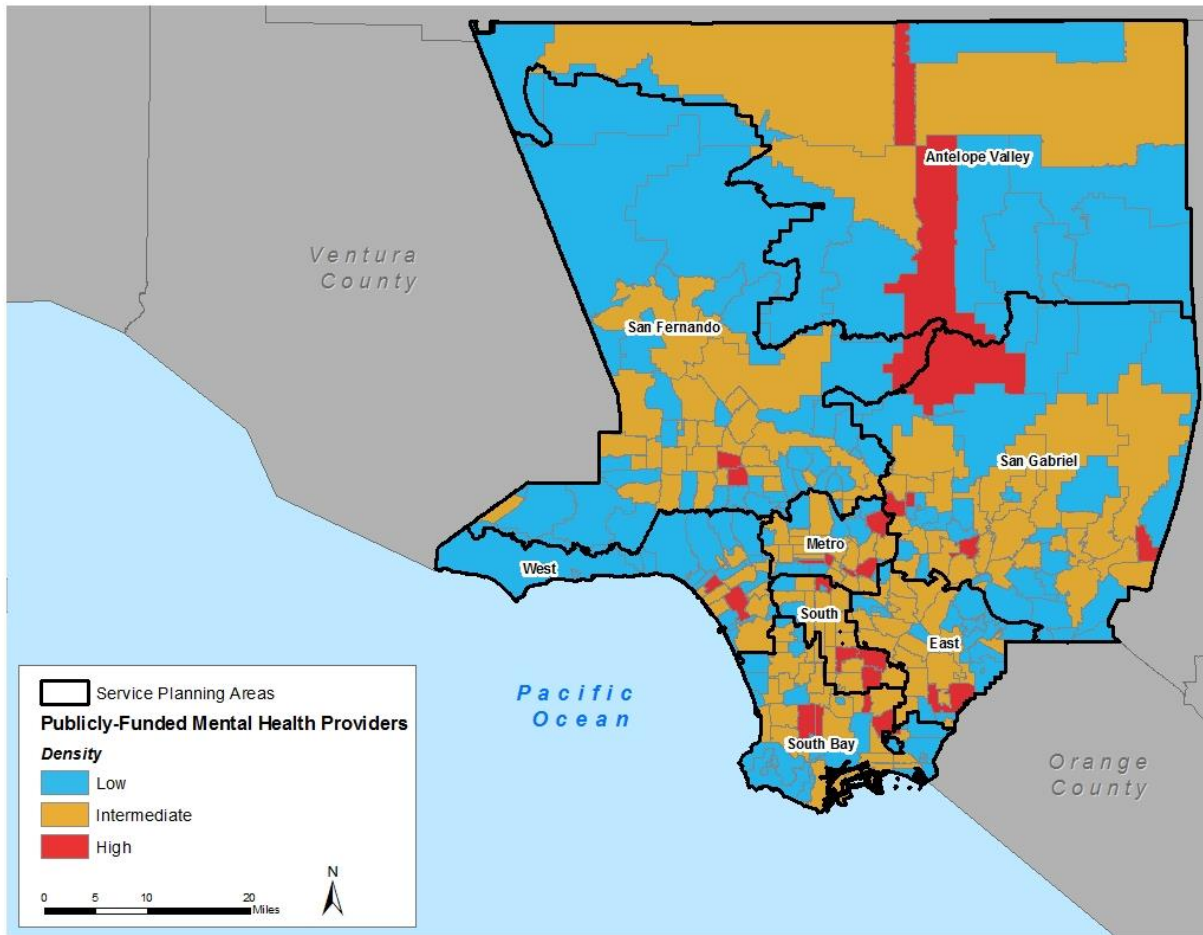 Antelope Valley
Ventura
County
San Fernando
San Gabriel
Metro
West
South
East
Pacific
Ocean
South Bay
Orange
County
Service Planning Areas
Publicly-Funded Mental Health Providers
Density
Low
Intermediate
High
N
0 5 10 20
Miles